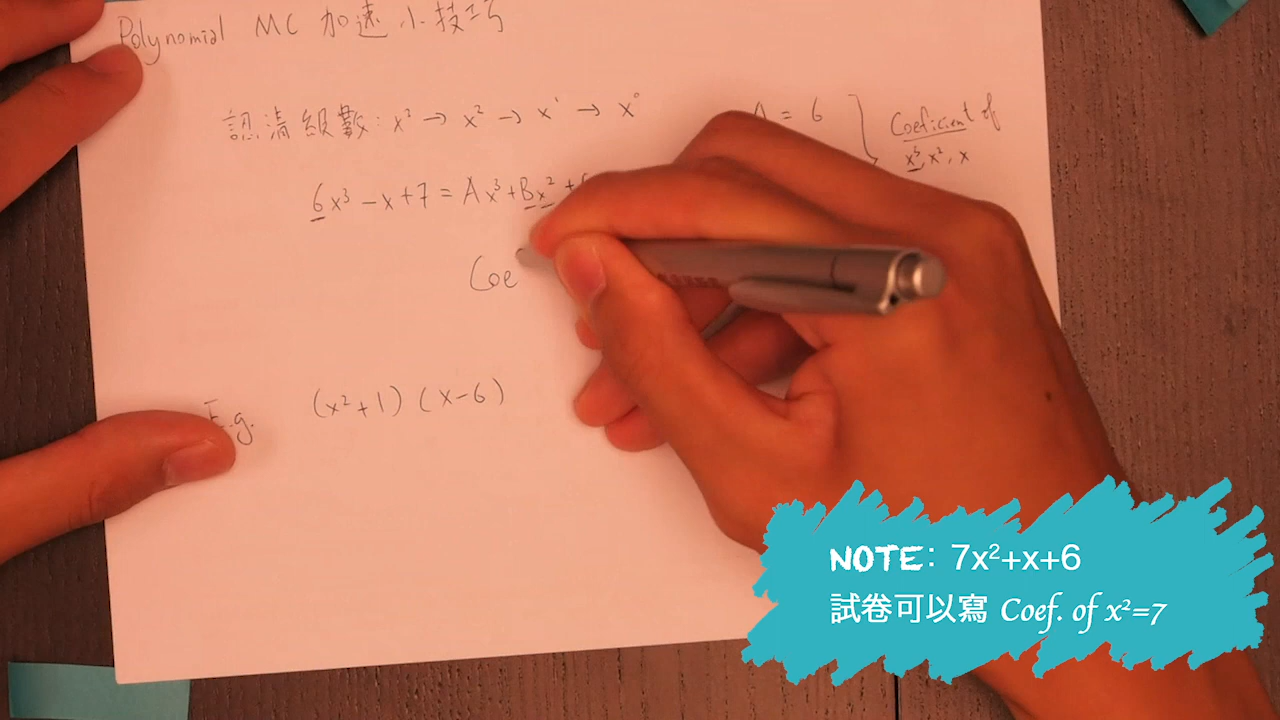 Polynomial MC 加速小技巧
認清級數: x³ → x² → x¹ → x⁰
A = 6
Coeficient of
x³, x², x
6x³ - x + 7 = Ax³ + Bx² +
Coe
E.g. (x² + 1) (x - 6)
NOTE: 7x²+x+6
試卷可以寫 Coef. of x²=7